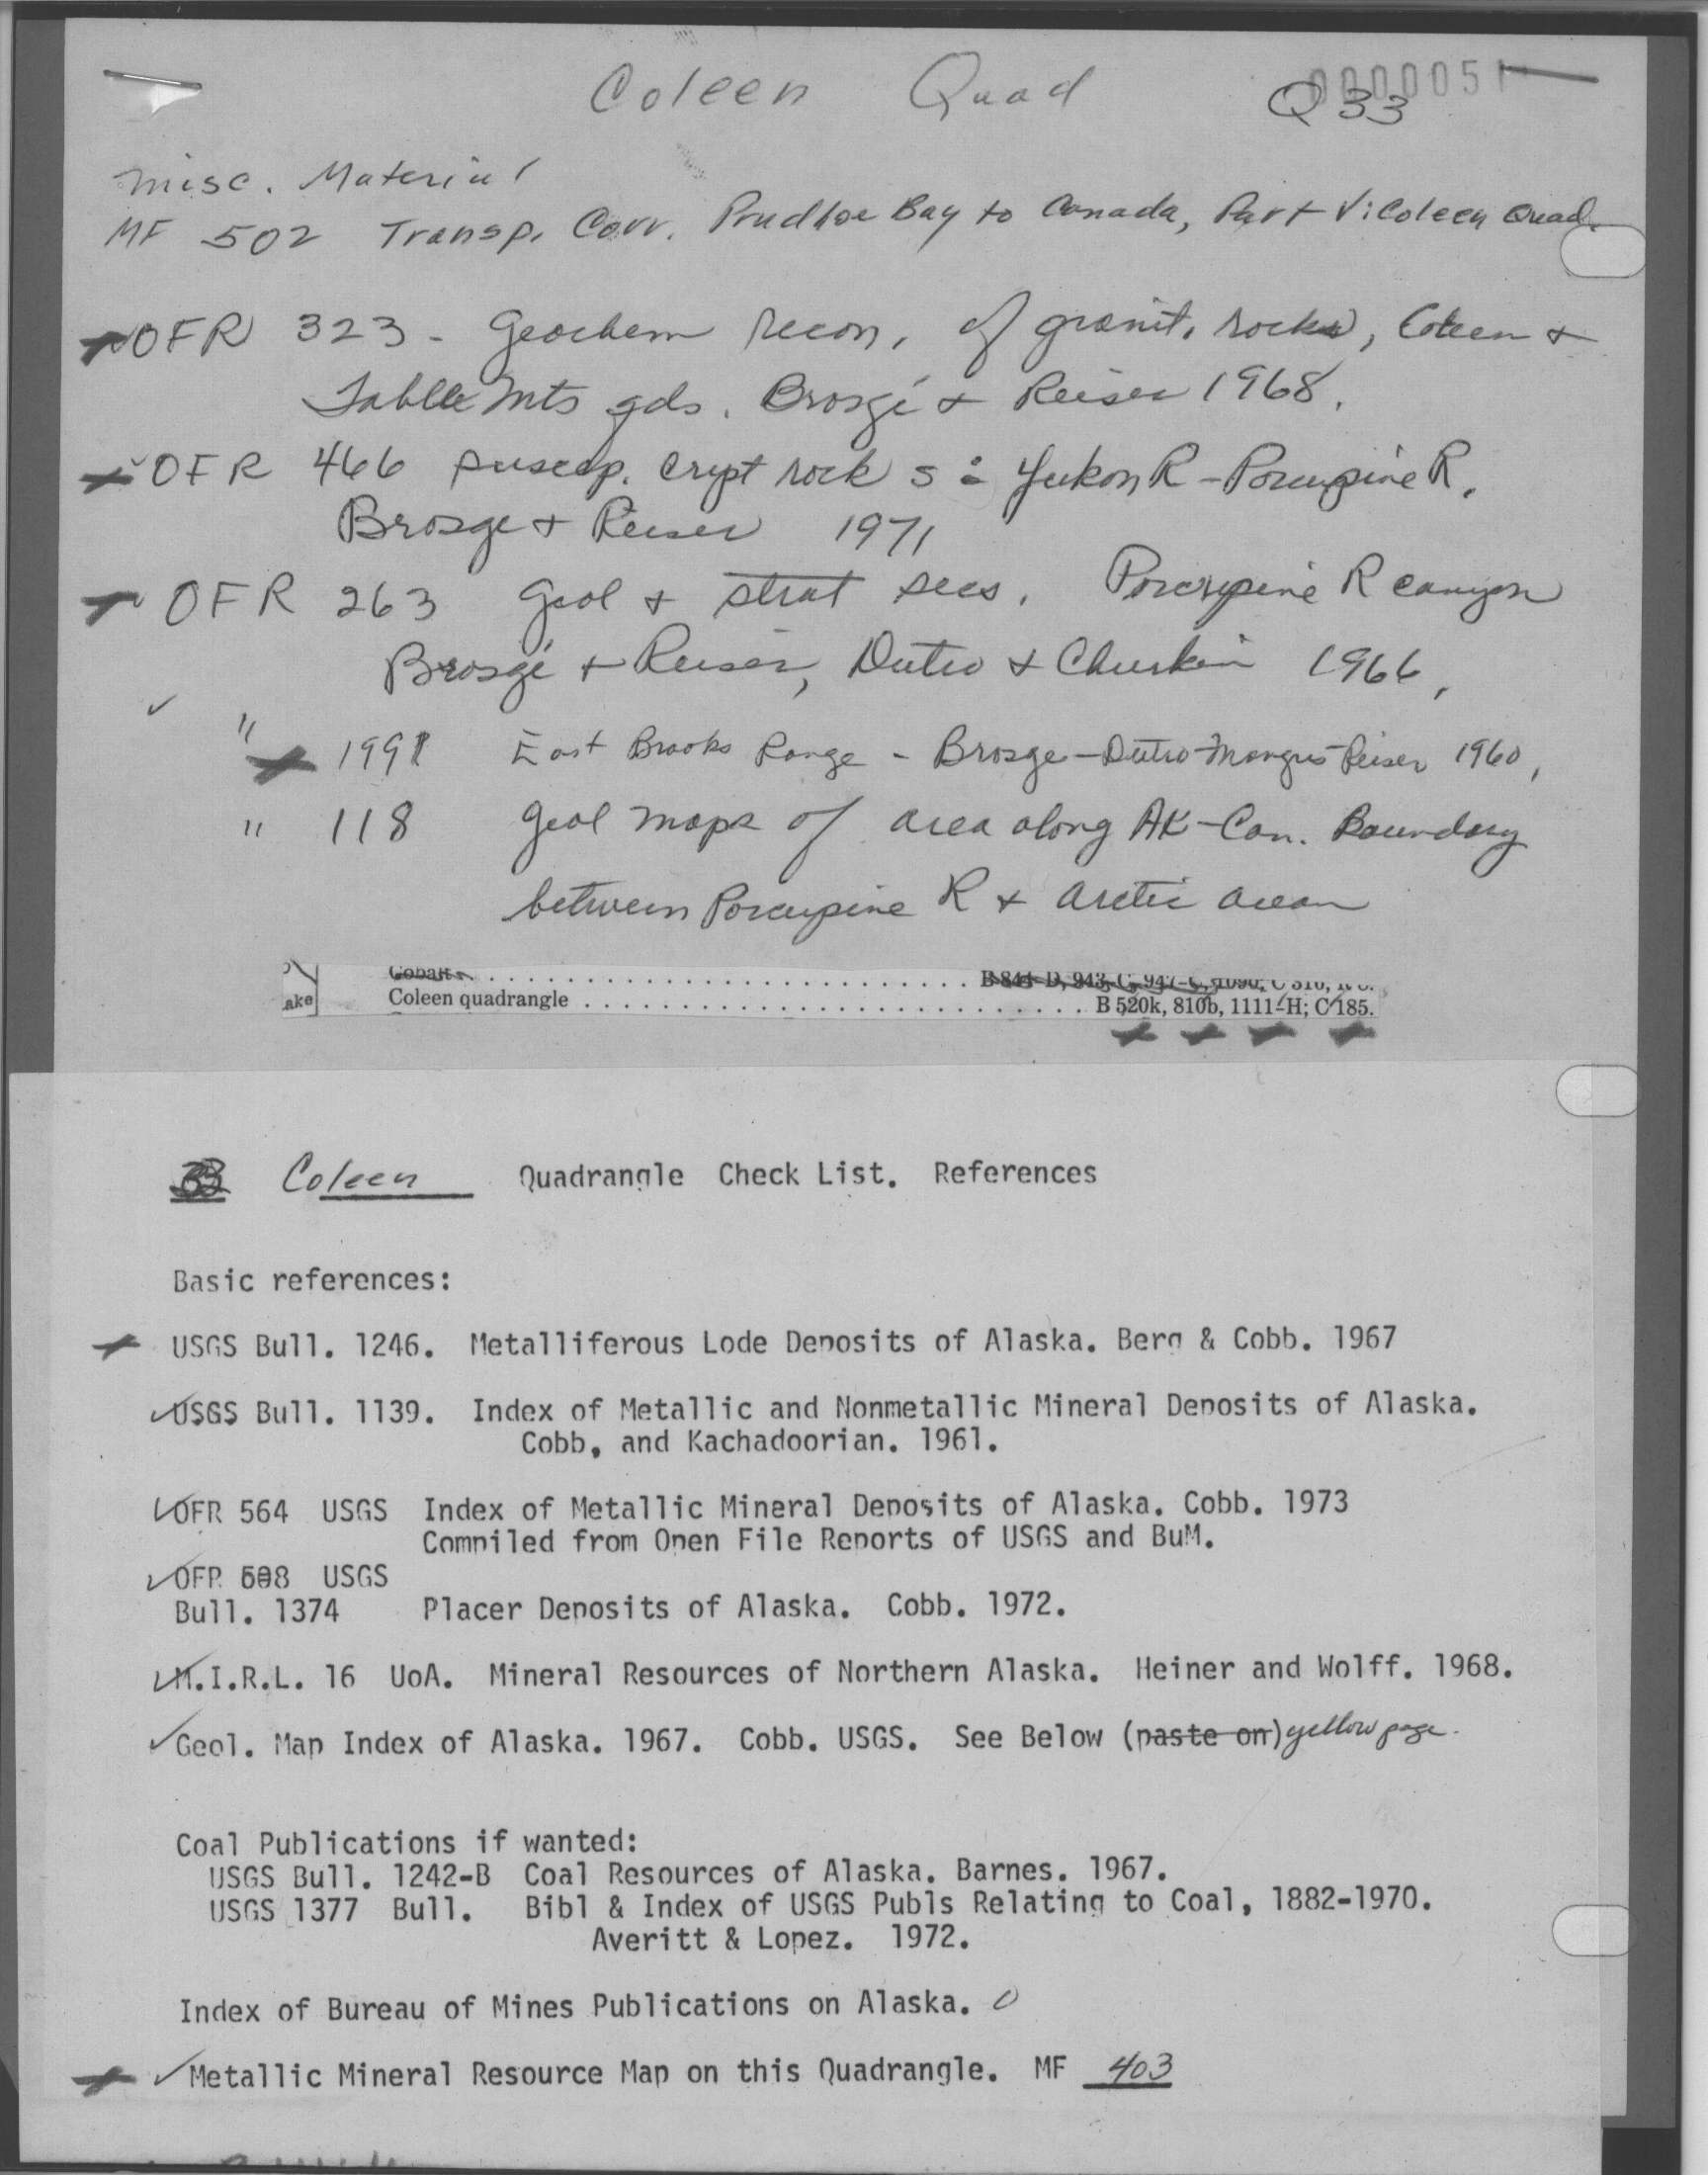 Coleen Quad Q 33 0000051
Misc. Material
MF 502 Transp. Corr. Prudhoe Bay to Canada, Part V: Coleen Quad.
OFR 323 - Geochem recon. of granit. rocks, Coleen &
Table Mts qds. Brosgé & Reiser 1968.
OFR 466 suscep. crypt rock s: Yukon R - Porcupine R.
Brosge & Reiser 1971
OFR 263 Geol & strat secs. Porcupine R canyon
Brosgé & Reiser, Dutro & Churkin 1966,
" 199 East Brooks Range - Brosge-Dutro-Mangus-Reiser 1960,
" 118 Geol maps of area along AK-Can. Boundary
between Porcupine R & Arctic Ocean
Cobalt
ake Coleen quadrangle B 520k, 810b, 1111-H; C 185.
33 Coleen Quadrangle Check List. References
Basic references:
USGS Bull. 1246. Metalliferous Lode Deposits of Alaska. Berg & Cobb. 1967
USGS Bull. 1139. Index of Metallic and Nonmetallic Mineral Deposits of Alaska.
Cobb, and Kachadoorian. 1961.
OFR 564 USGS Index of Metallic Mineral Deposits of Alaska. Cobb. 1973
Compiled from Open File Reports of USGS and BuM.
OFR 508 USGS
Bull. 1374 Placer Deposits of Alaska. Cobb. 1972.
M.I.R.L. 16 UoA. Mineral Resources of Northern Alaska. Heiner and Wolff. 1968.
Geol. Map Index of Alaska. 1967. Cobb. USGS. See Below (paste on) yellow page.
Coal Publications if wanted:
USGS Bull. 1242-B Coal Resources of Alaska. Barnes. 1967.
USGS 1377 Bull. Bibl & Index of USGS Publs Relating to Coal, 1882-1970.
Averitt & Lopez. 1972.
Index of Bureau of Mines Publications on Alaska. 0
Metallic Mineral Resource Map on this Quadrangle. MF 403